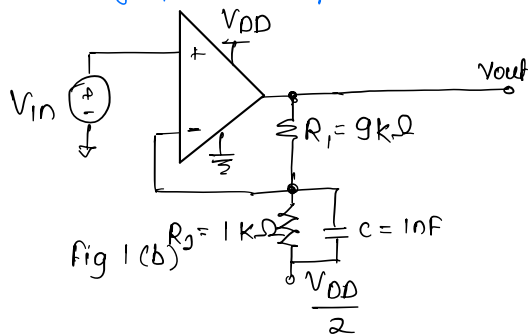 VDD
+
-
Vin
+
-
Vout
R1 = 9kΩ
R2 = 1kΩ
C = 1nF
Fig 1 (b)
VDD
2